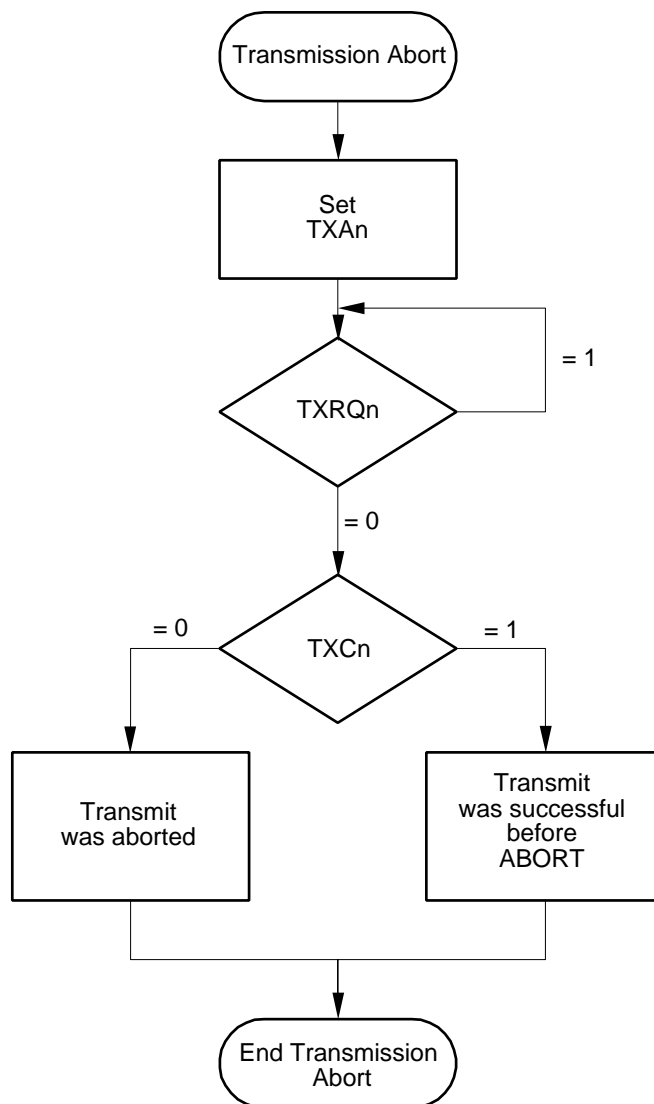 Transmission Abort
Set
TXAn
= 1
TXRQn
= 0
= 0
TXCn
= 1
Transmit
was aborted
Transmit
was successful
before
ABORT
End Transmission
Abort